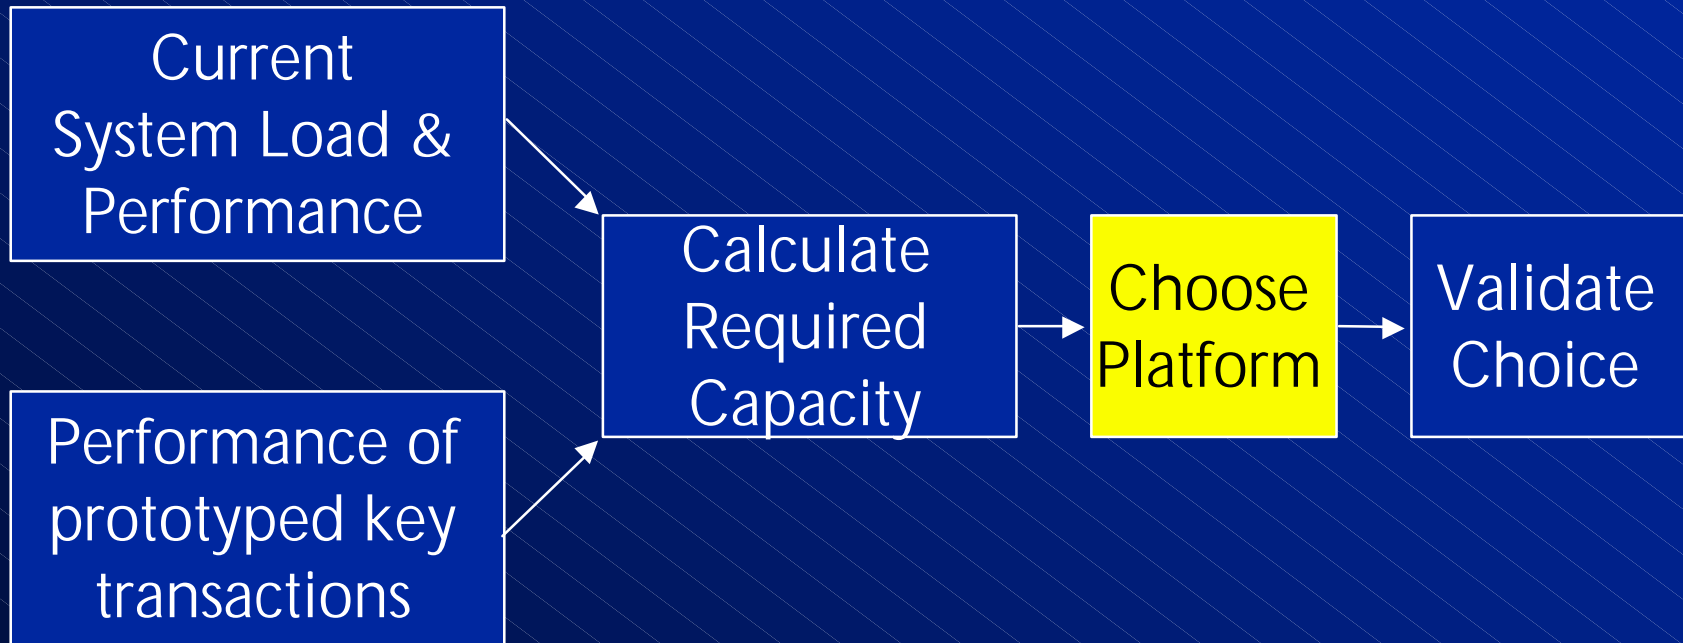 Current
System Load &
Performance
Performance of
prototyped key
transactions
Calculate
Required
Capacity
Choose
Platform
Validate
Choice